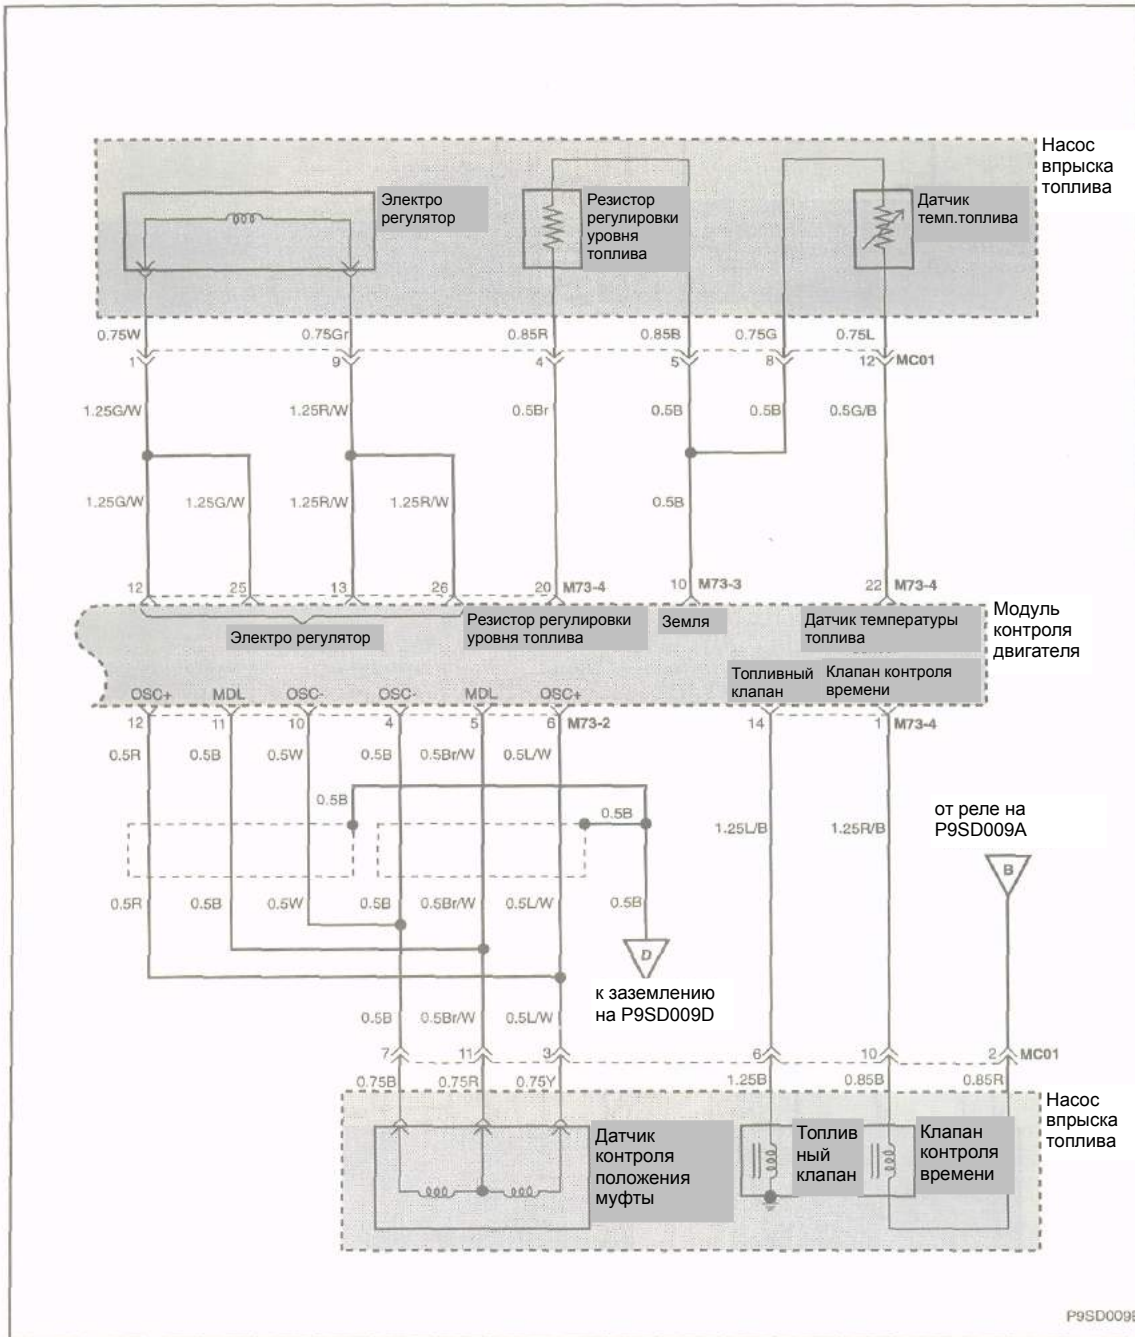 Насос
впрыска
топлива
Электро
регулятор
Резистор
регулировки
уровня
топлива
Датчик
темп.топлива
0.75W 0.75Gr 0.85R 0.85B 0.75G 0.75L
1 9 4 5 8 12 MC01
1.25G/W 1.25R/W 0.5Br 0.5B 0.5B 0.5G/B
1.25G/W 1.25G/W 1.25R/W 1.25R/W 0.5B
12 25 13 26 20 M73-4 10 M73-3 22 M73-4
Электро регулятор
Резистор регулировки
уровня топлива
Земля
Датчик температуры
топлива
Модуль
контроля
двигателя
Топливный
клапан
Клапан контроля
времени
OSC+ MDL OSC- OSC- MDL OSC+
12 11 10 4 5 6 M73-2 14 1 M73-4
0.5R 0.5B 0.5W 0.5B 0.5Br/W 0.5L/W
0.5B 0.5B 1.25L/B 1.25R/B
от реле на
P9SD009A
B
0.5R 0.5B 0.5W 0.5B 0.5Br/W 0.5L/W 0.5B
D
к заземлению
на P9SD009D
0.5B 0.5Br/W 0.5L/W
7 11 3 6 10 2 MC01
0.75B 0.75R 0.75Y 1.25B 0.85B 0.85R
Насос
впрыска
топлива
Датчик
контроля
положения
муфты
Топлив
ный
клапан
Клапан
контроля
времени